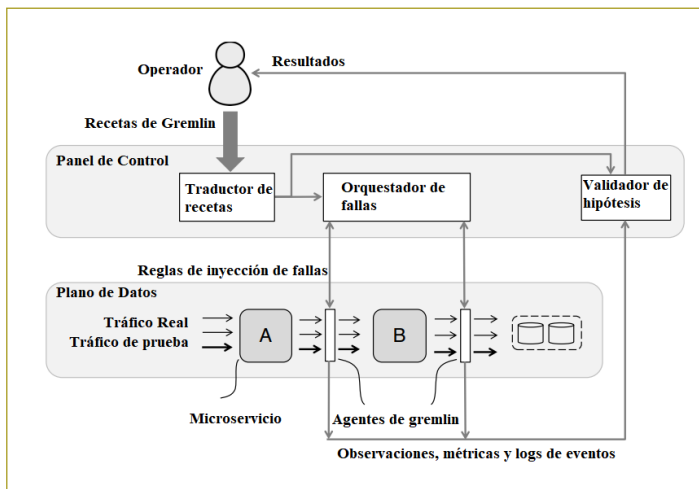 Resultados
Operador
Recetas de Gremlin
Panel de Control
Traductor de
recetas
Orquestador de
fallas
Validador de
hipótesis
Reglas de inyección de fallas
Plano de Datos
Tráfico Real
Tráfico de prueba
A
B
Microservicio
Agentes de gremlin
Observaciones, métricas y logs de eventos